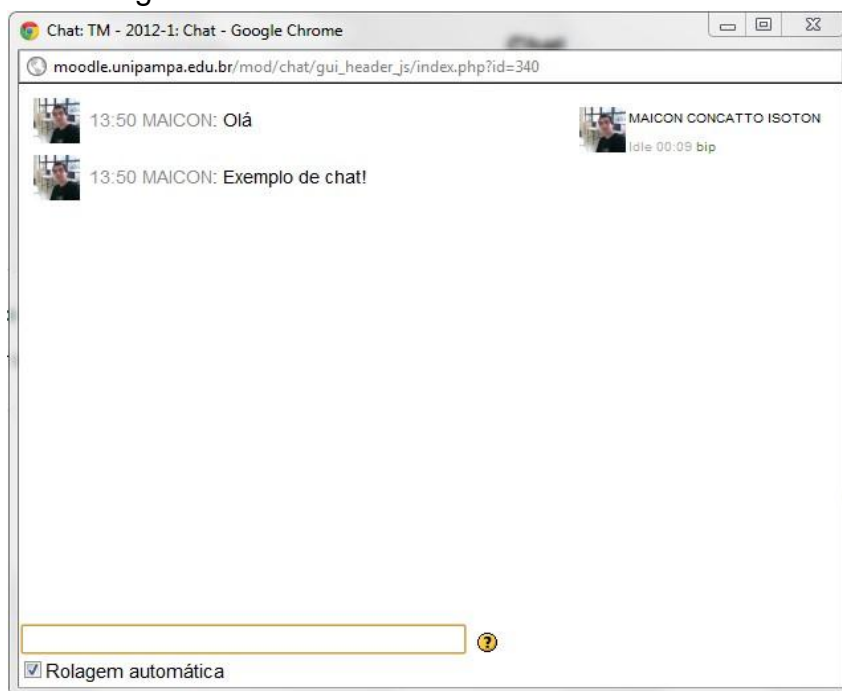 Chat: TM - 2012-1: Chat - Google Chrome
moodle.unipampa.edu.br/mod/chat/gui_header_js/index.php?id=340
13:50 MAICON: Olá
13:50 MAICON: Exemplo de chat!
MAICON CONCATTO ISOTON
Idle 00:09 bip
?
Rolagem automática